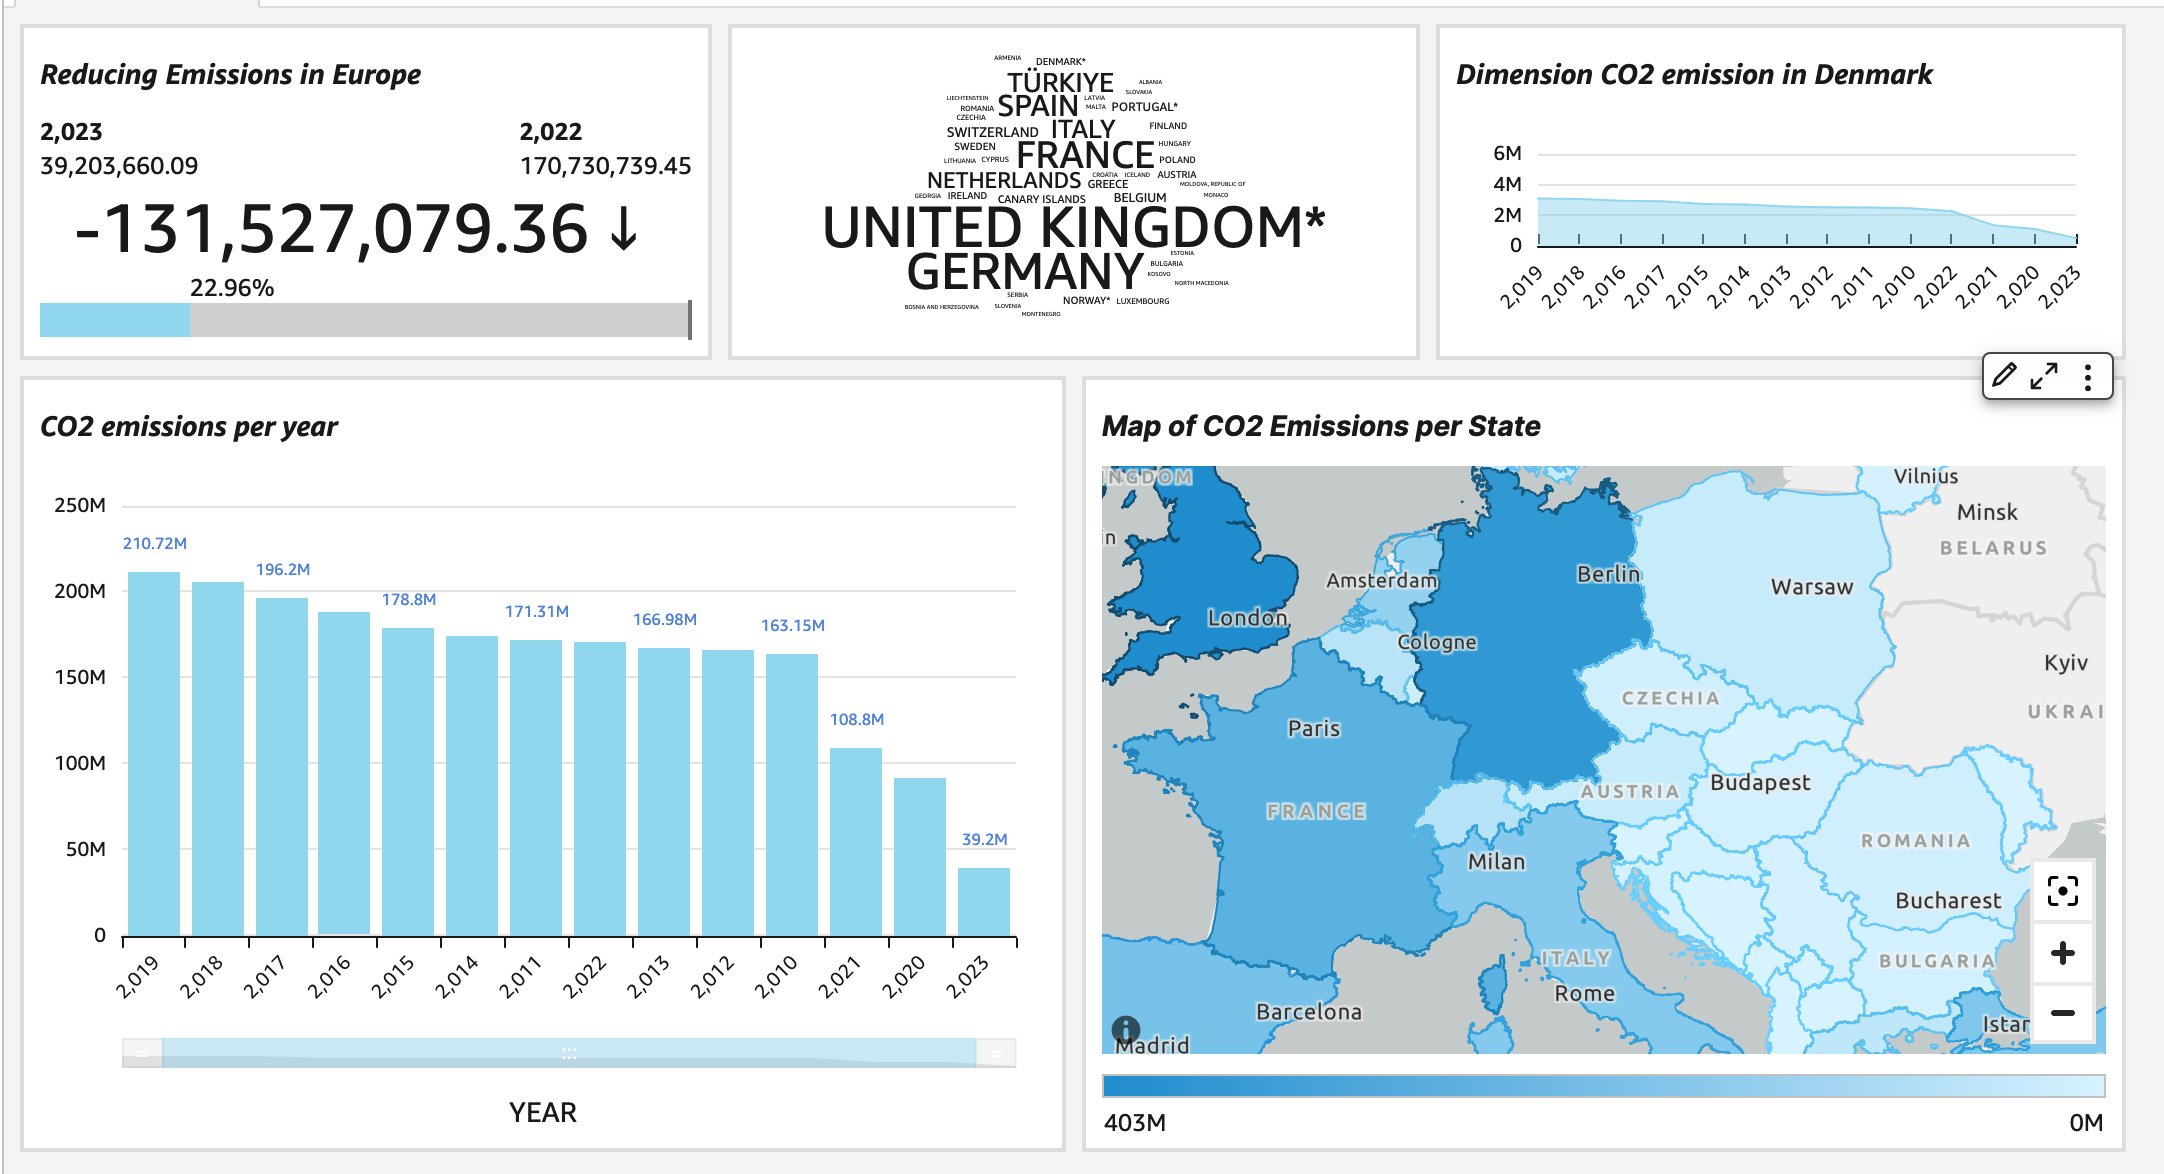 Reducing Emissions in Europe
2,023
2,022
39,203,660.09
170,730,739.45
-131,527,079.36 ↓
22.96%
ARMENIA
DENMARK*
TÜRKIYE
ALBANIA
SLOVAKIA
LIECHTENSTEIN
SPAIN
LATVIA
ROMANIA
MALTA
PORTUGAL*
CZECHIA
SWITZERLAND
ITALY
FINLAND
SWEDEN
FRANCE
HUNGARY
LITHUANIA
CYPRUS
POLAND
NETHERLANDS
CROATIA
ICELAND
AUSTRIA
GREECE
MOLDOVA, REPUBLIC OF
GEORGIA
IRELAND
CANARY ISLANDS
BELGIUM
MONACO
UNITED KINGDOM*
ESTONIA
GERMANY
BULGARIA
KOSOVO
NORTH MACEDONIA
SERBIA
BOSNIA AND HERZEGOVINA
SLOVENIA
NORWAY*
LUXEMBOURG
MONTENEGRO
Dimension CO2 emission in Denmark
6M
4M
2M
0
2,019
2,018
2,016
2,017
2,015
2,014
2,013
2,012
2,011
2,010
2,022
2,021
2,020
2,023
CO2 emissions per year
250M
200M
150M
100M
50M
0
210.72M
196.2M
178.8M
171.31M
166.98M
163.15M
108.8M
39.2M
2,019
2,018
2,017
2,016
2,015
2,014
2,011
2,022
2,013
2,012
2,010
2,021
2,020
2,023
YEAR
Map of CO2 Emissions per State
NGDOM
Vilnius
Minsk
in
BELARUS
Amsterdam
Berlin
Warsaw
London
Cologne
Kyiv
CZECHIA
UKRAI
Paris
Budapest
AUSTRIA
FRANCE
ROMANIA
Milan
Bucharest
ITALY
BULGARIA
Rome
Barcelona
Istan
Madrid
403M
0M